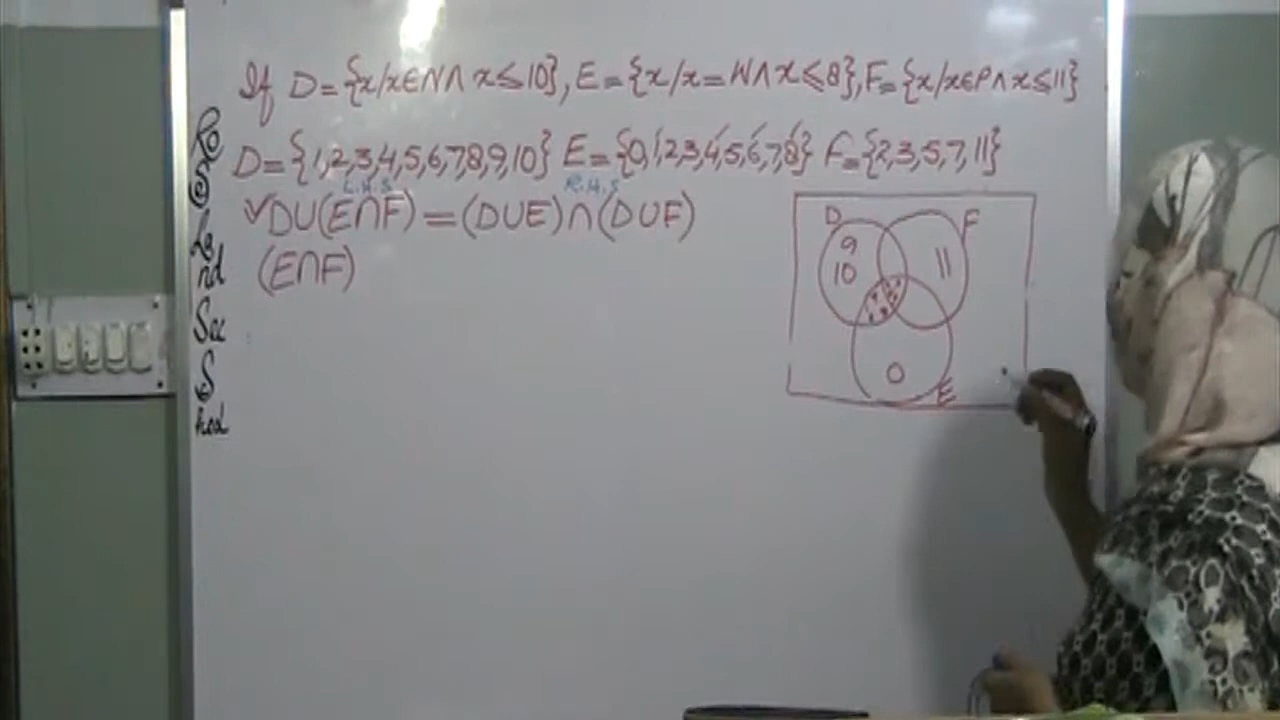 If D = {x/x∈N∧ x≤10}, E = {x/x=W∧x≤8}, F= {x/x∈P∧x≤11}
D={1,2,3,4,5,6,7,8,9,10} E={0,1,2,3,4,5,6,7,8} F={2,3,5,7,11}
L.H.S R.H.S
✓DU(E∩F) = (DUE)∩(DUF)
(E∩F)
D F
9
10 11
0
E